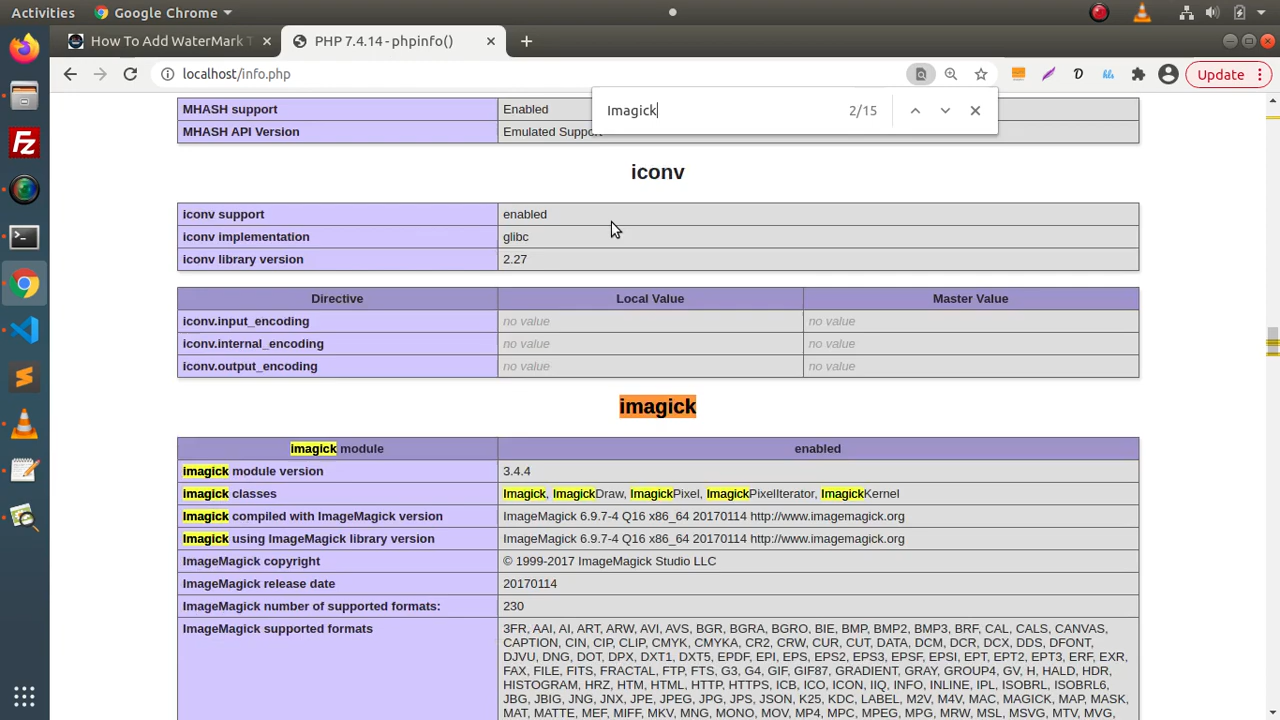 Activities Google Chrome
How To Add WaterMark T PHP 7.4.14 - phpinfo()
localhost/info.php Update
Imagick 2/15
MHASH support Enabled
MHASH API Version Emulated Support
iconv
iconv support enabled
iconv implementation glibc
iconv library version 2.27
Directive Local Value Master Value
iconv.input_encoding no value no value
iconv.internal_encoding no value no value
iconv.output_encoding no value no value
imagick
imagick module enabled
imagick module version 3.4.4
imagick classes Imagick, ImagickDraw, ImagickPixel, ImagickPixelIterator, ImagickKernel
Imagick compiled with ImageMagick version ImageMagick 6.9.7-4 Q16 x86_64 20170114 http://www.imagemagick.org
Imagick using ImageMagick library version ImageMagick 6.9.7-4 Q16 x86_64 20170114 http://www.imagemagick.org
ImageMagick copyright © 1999-2017 ImageMagick Studio LLC
ImageMagick release date 20170114
ImageMagick number of supported formats: 230
ImageMagick supported formats 3FR, AAI, AI, ART, ARW, AVI, AVS, BGR, BGRA, BGRO, BIE, BMP, BMP2, BMP3, BRF, CAL, CALS, CANVAS,
CAPTION, CIN, CIP, CLIP, CMYK, CMYKA, CR2, CRW, CUR, CUT, DATA, DCM, DCR, DCX, DDS, DFONT,
DJVU, DNG, DOT, DPX, DXT1, DXT5, EPDF, EPI, EPS, EPS2, EPS3, EPSF, EPSI, EPT, EPT2, EPT3, ERF, EXR,
FAX, FILE, FITS, FRACTAL, FTP, FTS, G3, G4, GIF, GIF87, GRADIENT, GRAY, GROUP4, GV, H, HALD, HDR,
HISTOGRAM, HRZ, HTM, HTML, HTTP, HTTPS, ICB, ICO, ICON, IIQ, INFO, INLINE, IPL, ISOBRL, ISOBRL6,
JBG, JBIG, JNG, JNX, JPE, JPEG, JPG, JPS, JSON, K25, KDC, LABEL, M2V, M4V, MAC, MAGICK, MAP, MASK,
MAT, MATTE, MEF, MIFF, MKV, MNG, MONO, MOV, MP4, MPC, MPEG, MPG, MRW, MSL, MSVG, MTV, MVG,